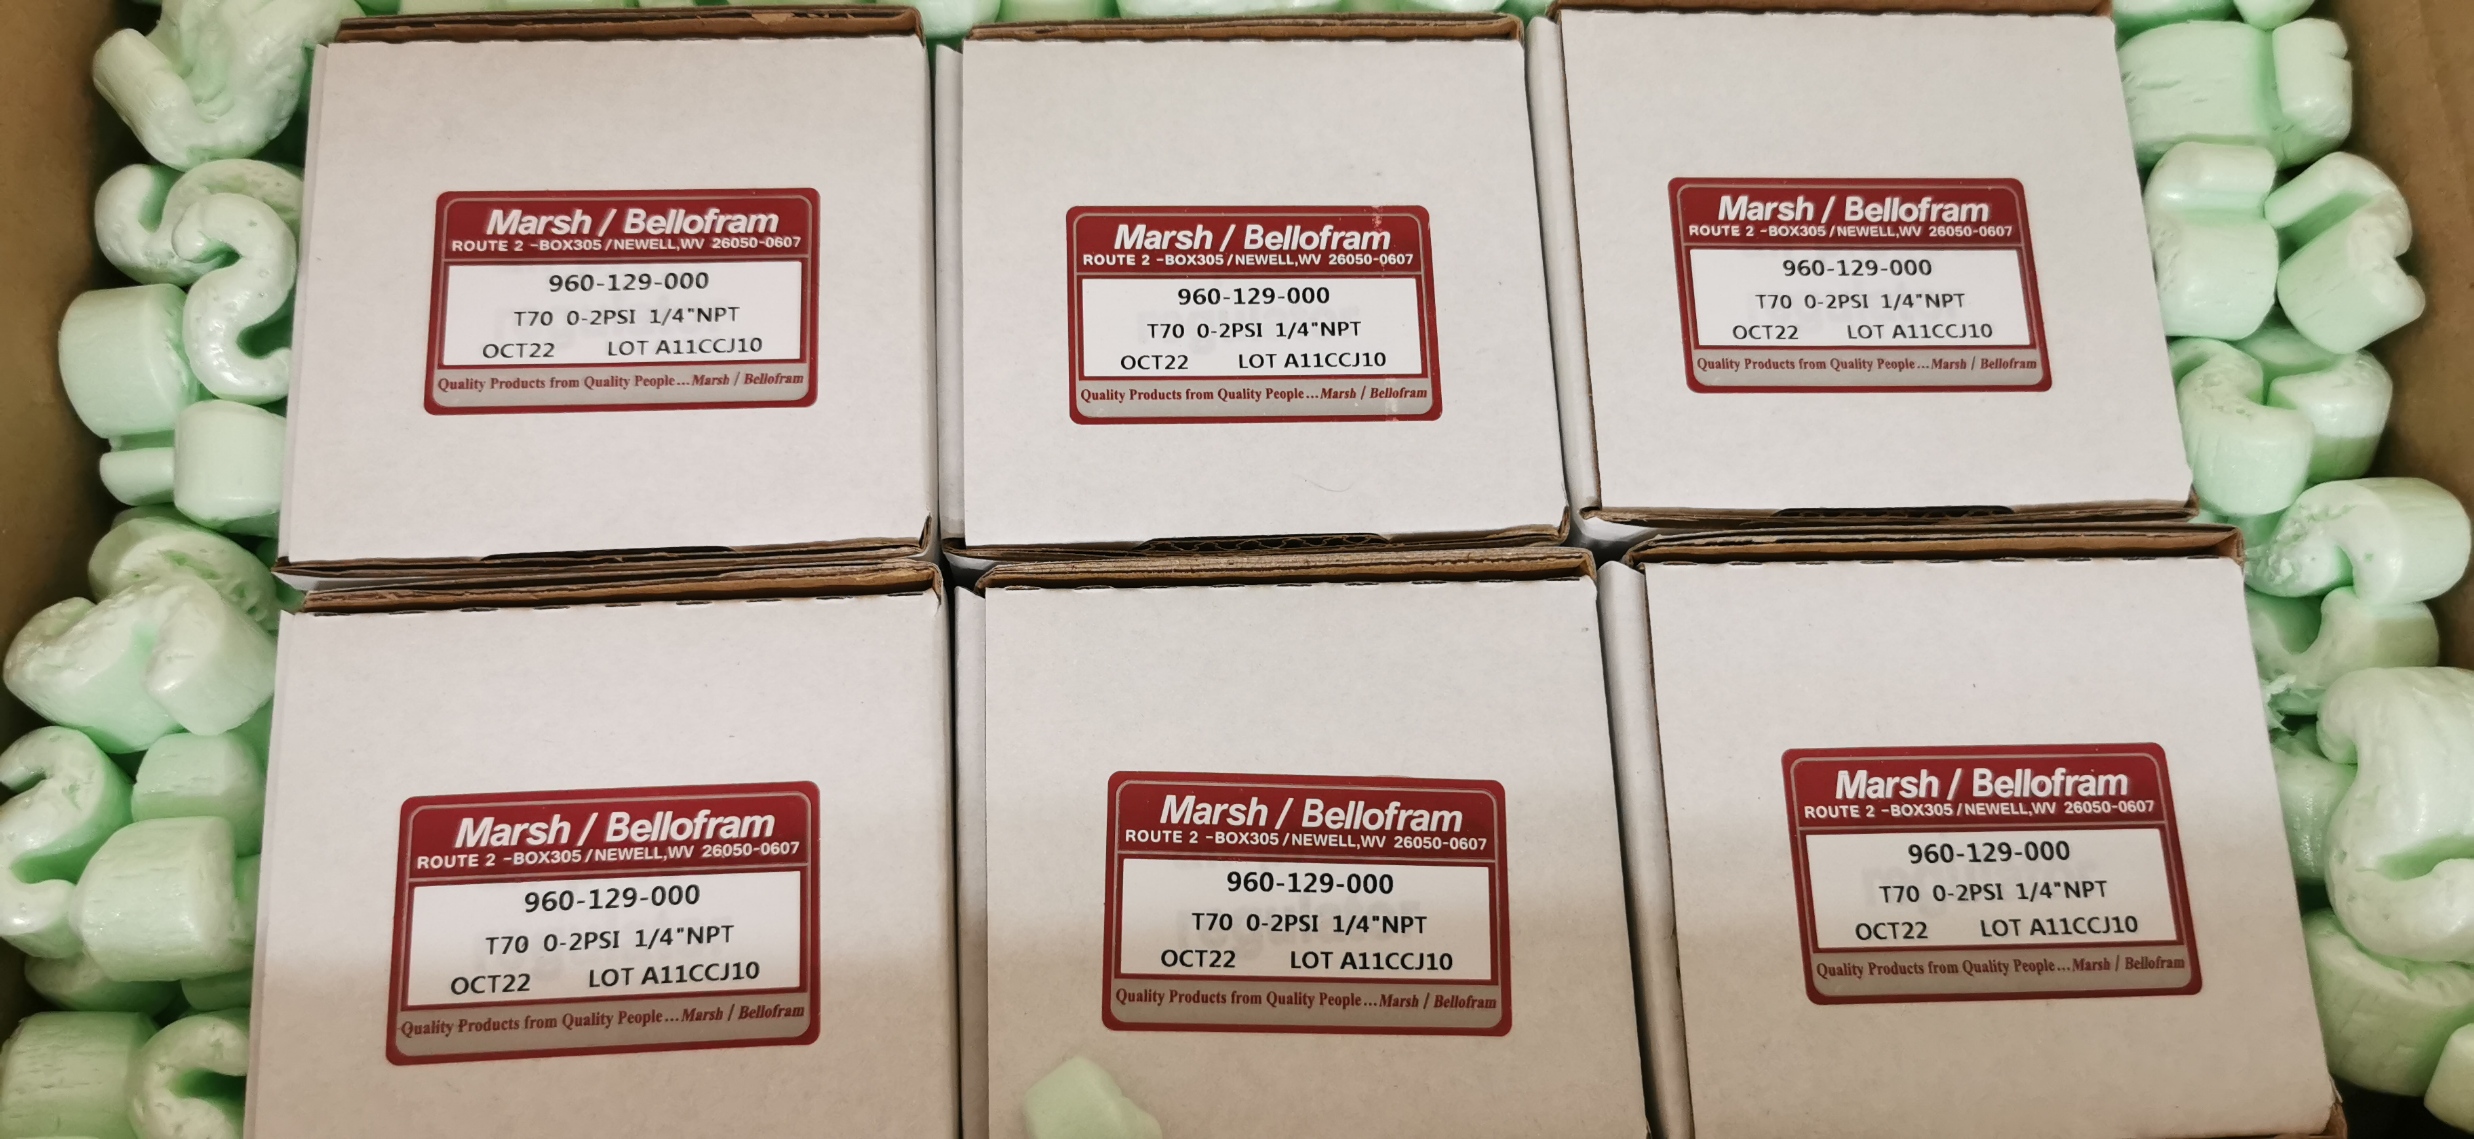 Marsh / Bellofram
ROUTE 2 -BOX305/NEWELL,WV 26050-0607
960-129-000
T70 0-2PSI 1/4"NPT
OCT22 LOT A11CCJ10
Quality Products from Quality People...Marsh / Bellofram
Marsh / Bellofram
ROUTE 2 -BOX305/NEWELL,WV 26050-0607
960-129-000
T70 0-2PSI 1/4"NPT
OCT22 LOT A11CCJ10
Quality Products from Quality People...Marsh / Bellofram
Marsh / Bellofram
ROUTE 2 -BOX305/NEWELL,WV 26050-0607
960-129-000
T70 0-2PSI 1/4"NPT
OCT22 LOT A11CCJ10
Quality Products from Quality People...Marsh / Bellofram
Marsh / Bellofram
ROUTE 2 -BOX305/NEWELL,WV 26050-0607
960-129-000
T70 0-2PSI 1/4"NPT
OCT22 LOT A11CCJ10
Quality Products from Quality People...Marsh / Bellofram
Marsh / Bellofram
ROUTE 2 -BOX305/NEWELL,WV 26050-0607
960-129-000
T70 0-2PSI 1/4"NPT
OCT22 LOT A11CCJ10
Quality Products from Quality People...Marsh / Bellofram
Marsh / Bellofram
ROUTE 2 -BOX305/NEWELL,WV 26050-0607
960-129-000
T70 0-2PSI 1/4"NPT
OCT22 LOT A11CCJ10
Quality Products from Quality People...Marsh / Bellofram